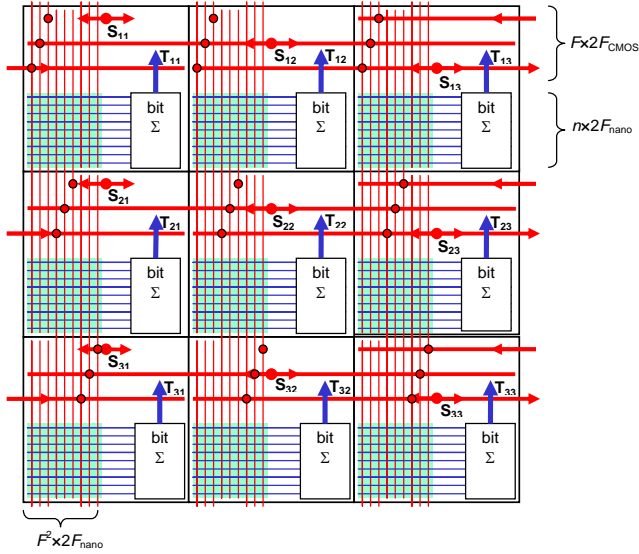 S11 T11 S12 T12 S13 T13 F×2FCMOS
bit Σ bit Σ bit Σ n×2Fnano
S21 T21 S22 T22 S23 T23
bit Σ bit Σ bit Σ
S31 T31 S32 T32 S33 T33
bit Σ bit Σ bit Σ
F²×2Fnano